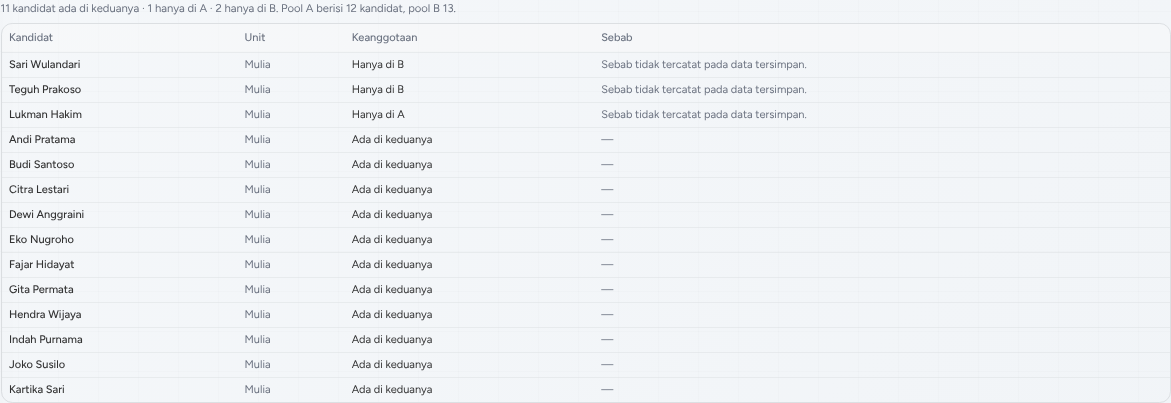 11 kandidat ada di keduanya · 1 hanya di A · 2 hanya di B. Pool A berisi 12 kandidat, pool B 13.
Kandidat Unit Keanggotaan Sebab
Sari Wulandari Mulia Hanya di B Sebab tidak tercatat pada data tersimpan.
Teguh Prakoso Mulia Hanya di B Sebab tidak tercatat pada data tersimpan.
Lukman Hakim Mulia Hanya di A Sebab tidak tercatat pada data tersimpan.
Andi Pratama Mulia Ada di keduanya —
Budi Santoso Mulia Ada di keduanya —
Citra Lestari Mulia Ada di keduanya —
Dewi Anggraini Mulia Ada di keduanya —
Eko Nugroho Mulia Ada di keduanya —
Fajar Hidayat Mulia Ada di keduanya —
Gita Permata Mulia Ada di keduanya —
Hendra Wijaya Mulia Ada di keduanya —
Indah Purnama Mulia Ada di keduanya —
Joko Susilo Mulia Ada di keduanya —
Kartika Sari Mulia Ada di keduanya —